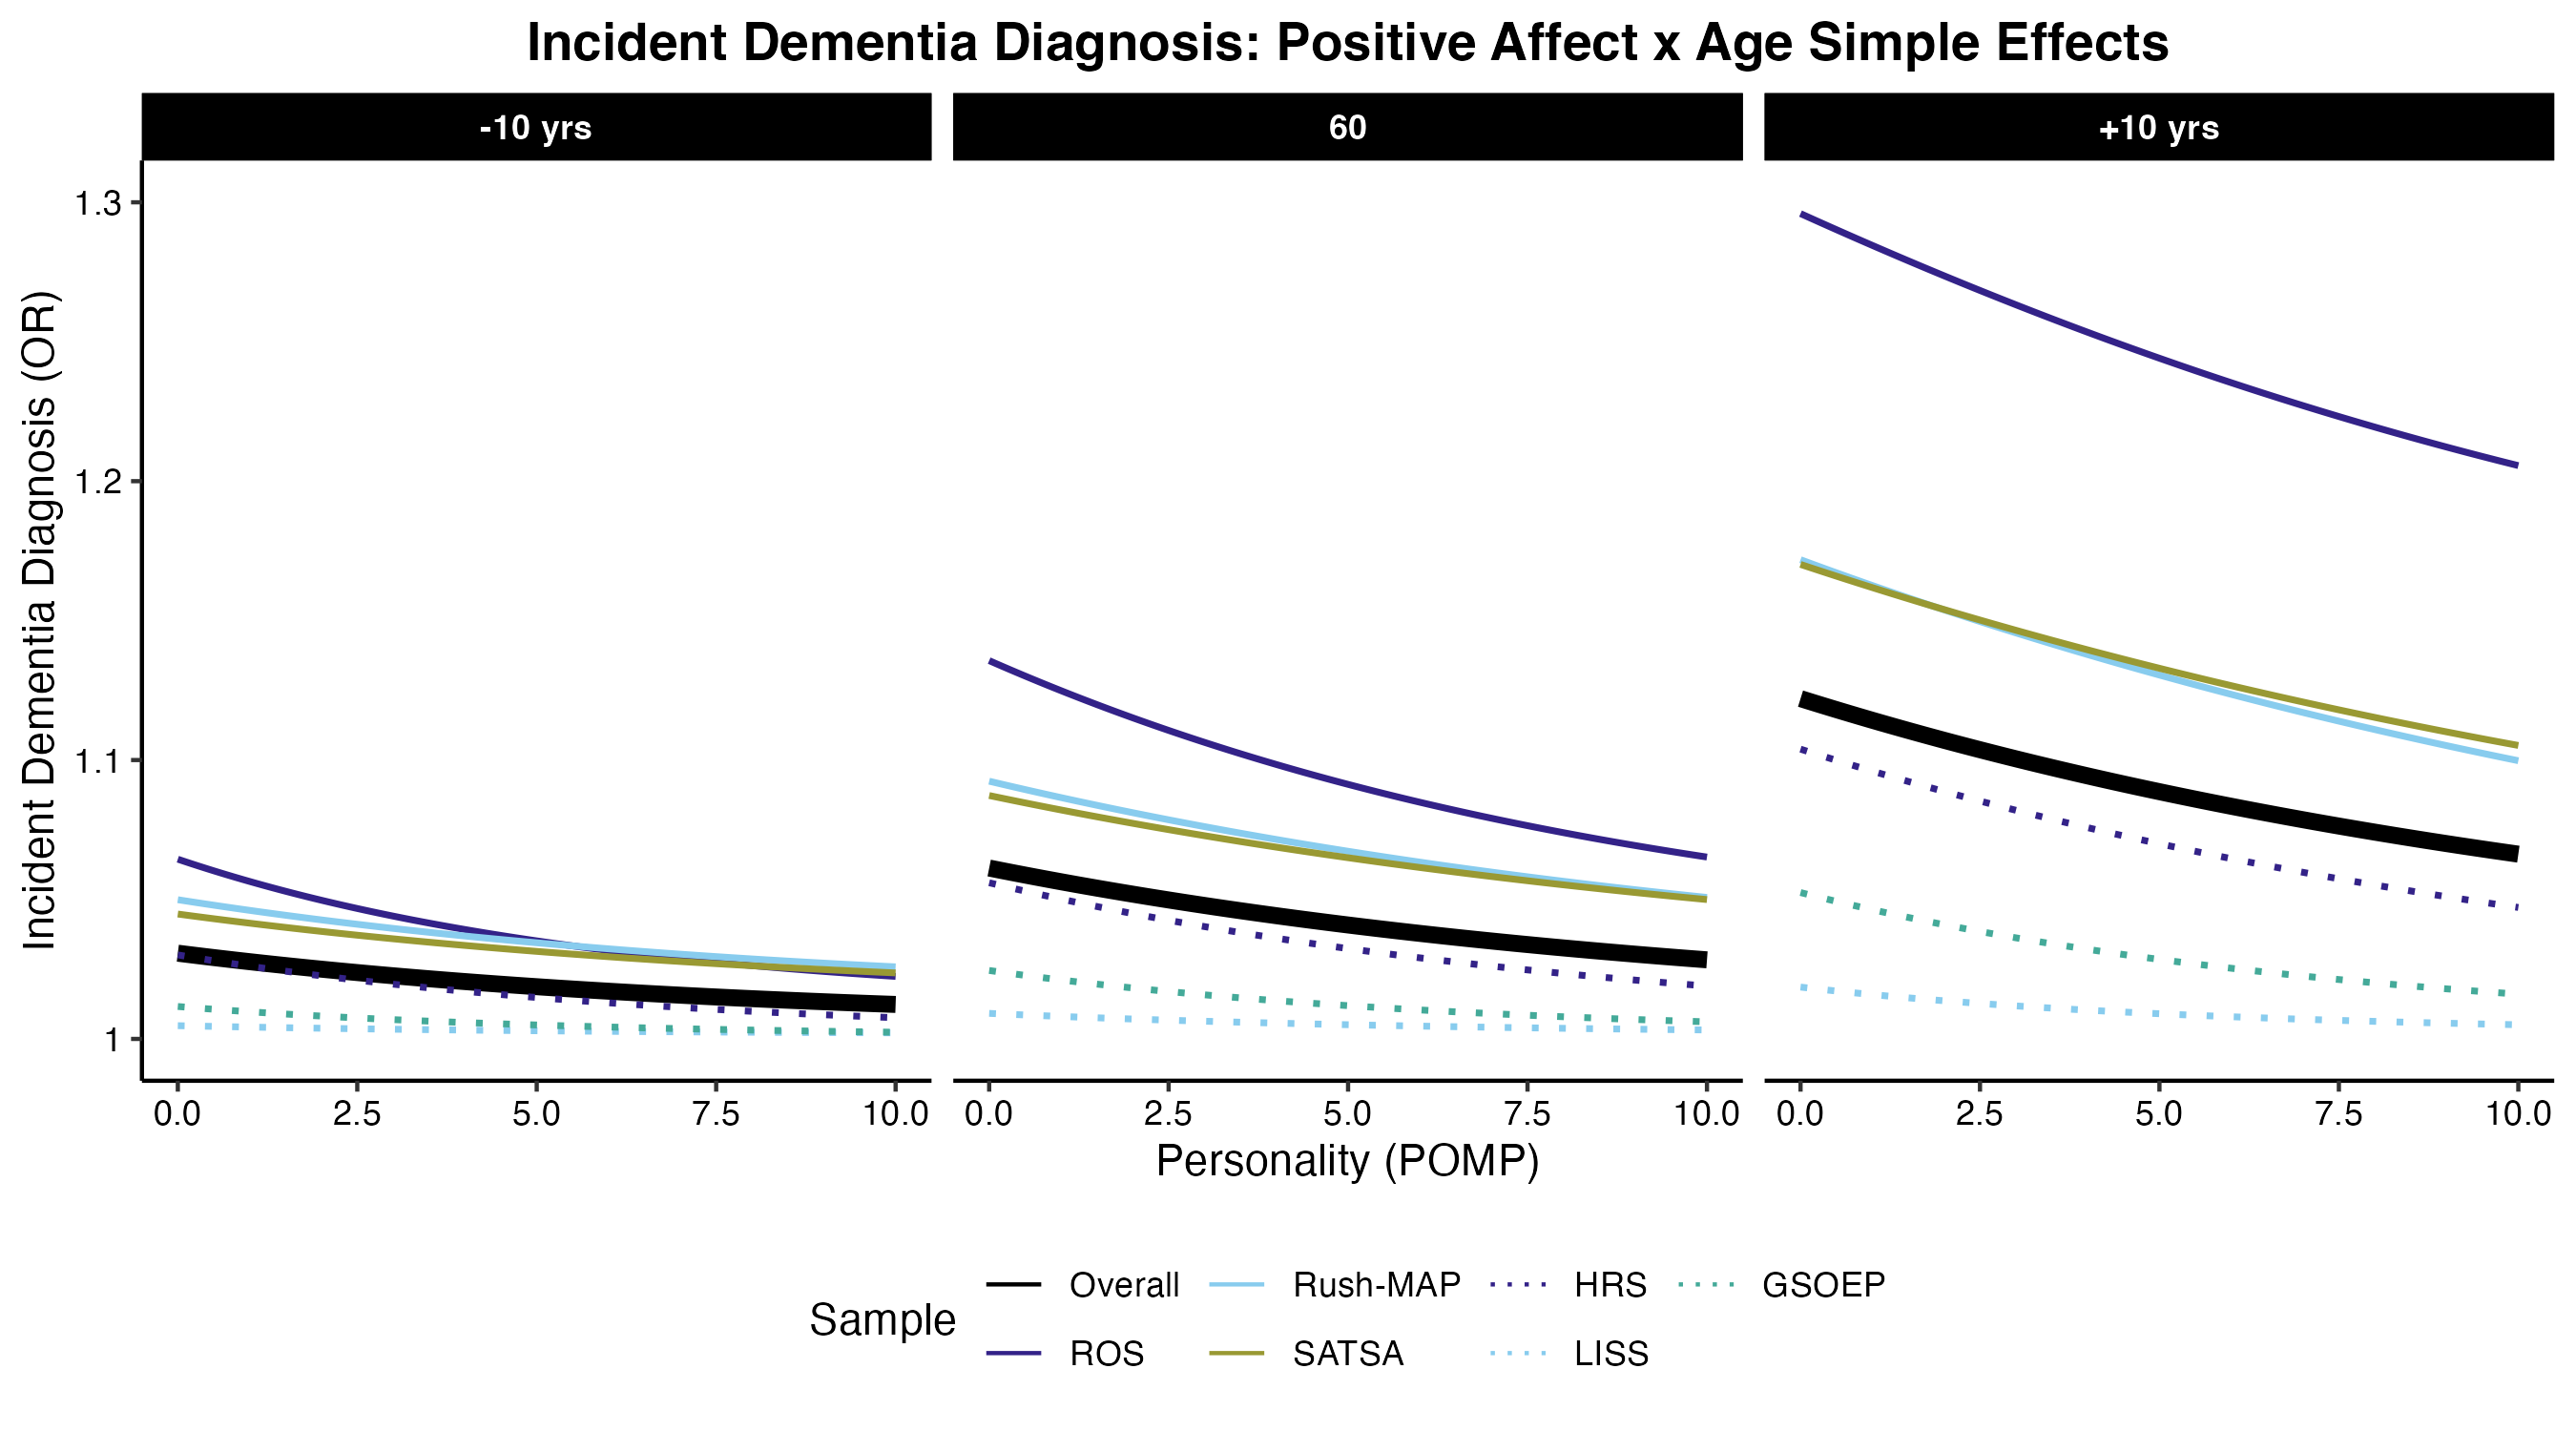 Incident Dementia Diagnosis: Positive Affect x Age Simple Effects
-10 yrs
60
+10 yrs
Incident Dementia Diagnosis (OR)
1.3
1.2
1.1
1
0.0 2.5 5.0 7.5 10.0
0.0 2.5 5.0 7.5 10.0
0.0 2.5 5.0 7.5 10.0
Personality (POMP)
Sample
Overall Rush-MAP HRS GSOEP
ROS SATSA LISS